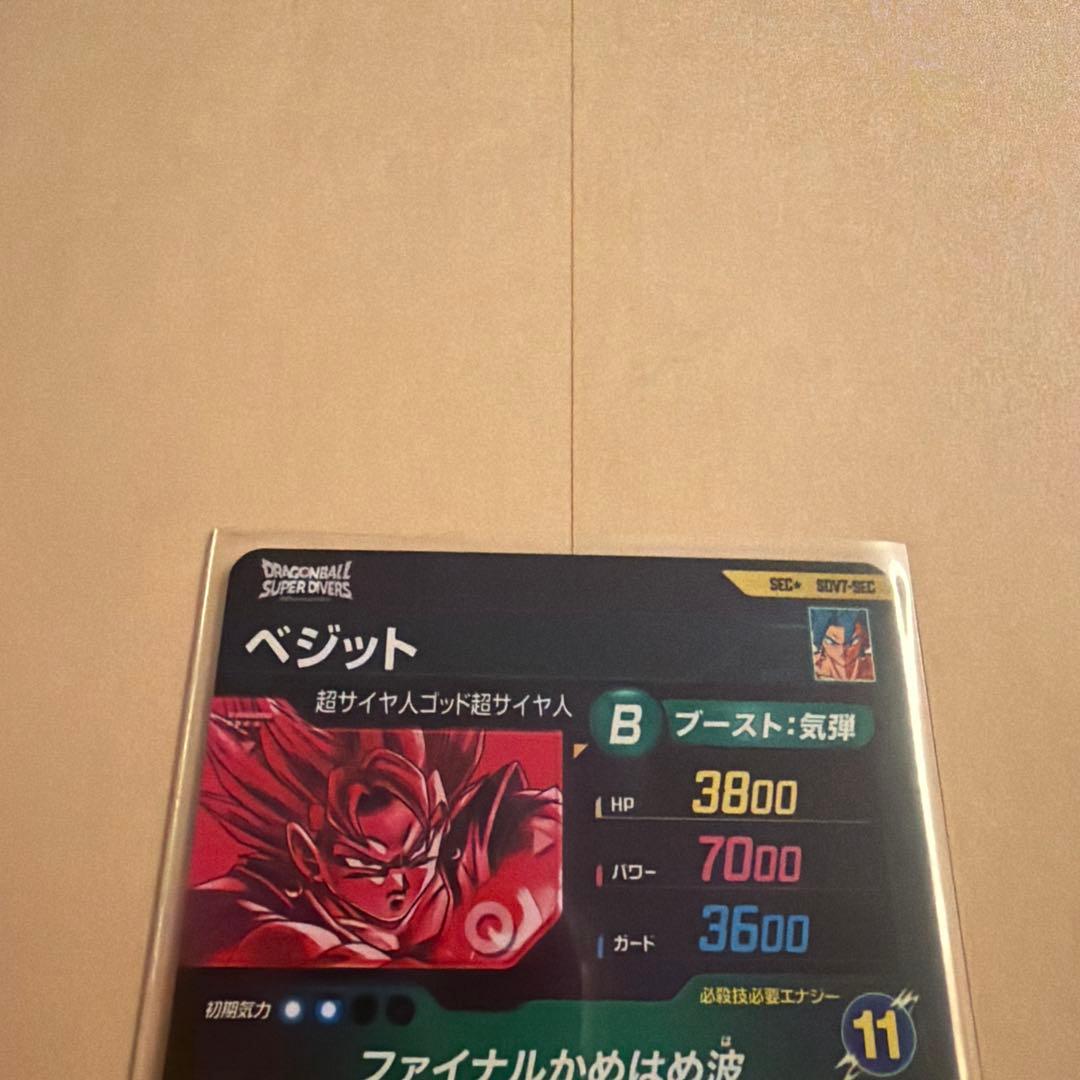 DRAGONBALL
SUPER DIVERS
SEC★ SDV7-SEC
ベジット
超サイヤ人ゴッド超サイヤ人
B ブースト：気弾
HP 3800
パワー 7000
ガード 3600
初期気力
必殺技必要エナジー
11
は
ファイナルかめはめ波